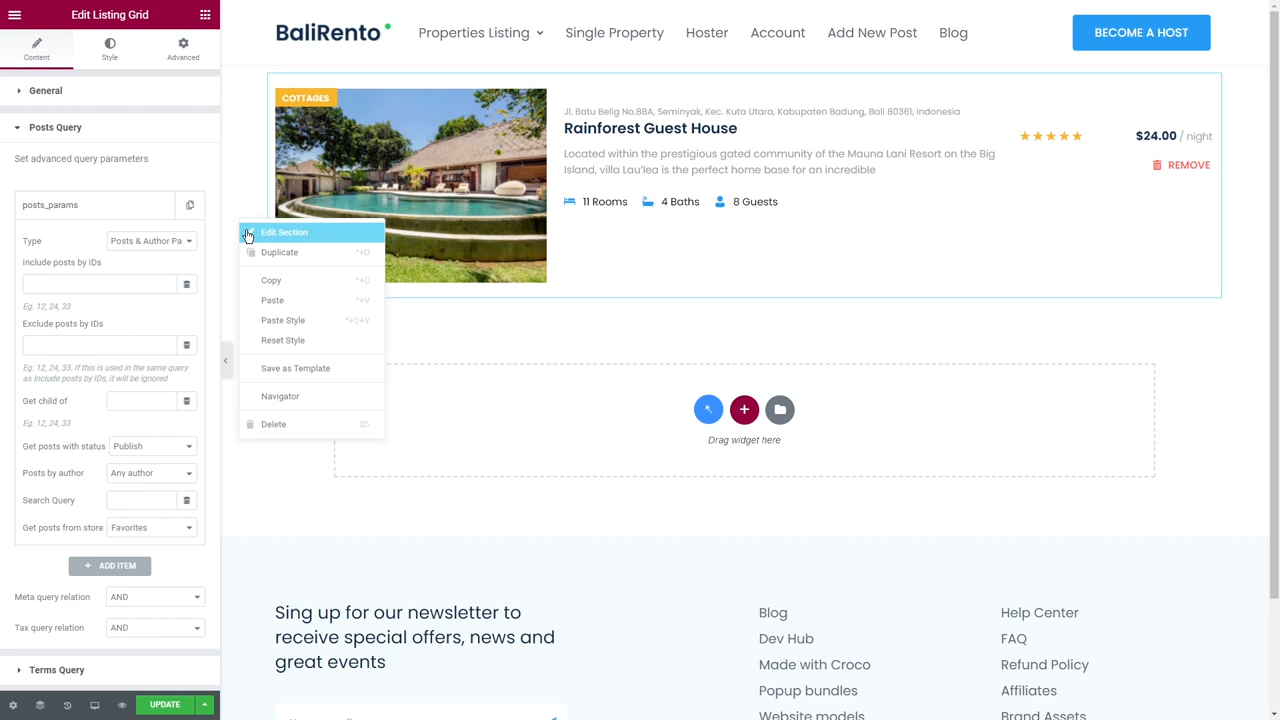 Edit Listing Grid
Content
Style
Advanced
General
Posts Query
Set advanced query parameters
posts_params
Type
Posts & Author Pa
Include posts by IDs
Eg. 12, 24, 33
Exclude posts by IDs
Eg. 12, 24, 33. If this is used in the same query
as Include posts by IDs, it will be ignored
Get child of
Eg. 12, 24, 33
Get posts with status
Publish
Posts by author
Any author
Search Query
Get posts from store
Favorites
+ ADD ITEM
Meta query relation
AND
Tax query relation
AND
Terms Query
UPDATE
BaliRento
Properties Listing
Single Property
Hoster
Account
Add New Post
Blog
BECOME A HOST
COTTAGES
Jl. Batu Belig No.88A, Seminyak, Kec. Kuta Utara, Kabupaten Badung, Bali 80361, Indonesia
Rainforest Guest House
Located within the prestigious gated community of the Mauna Lani Resort on the Big
Island, villa Lau'lea is the perfect home base for an incredible
11 Rooms
4 Baths
8 Guests
$24.00 / night
REMOVE
Edit Section
Duplicate ^+D
Copy ^+C
Paste ^+V
Paste Style ^+⇧+V
Reset Style
Save as Template
Navigator
Delete
Drag widget here
Sing up for our newsletter to
receive special offers, news and
great events
Blog
Dev Hub
Made with Croco
Popup bundles
Website models
Help Center
FAQ
Refund Policy
Affiliates
Brand Assets